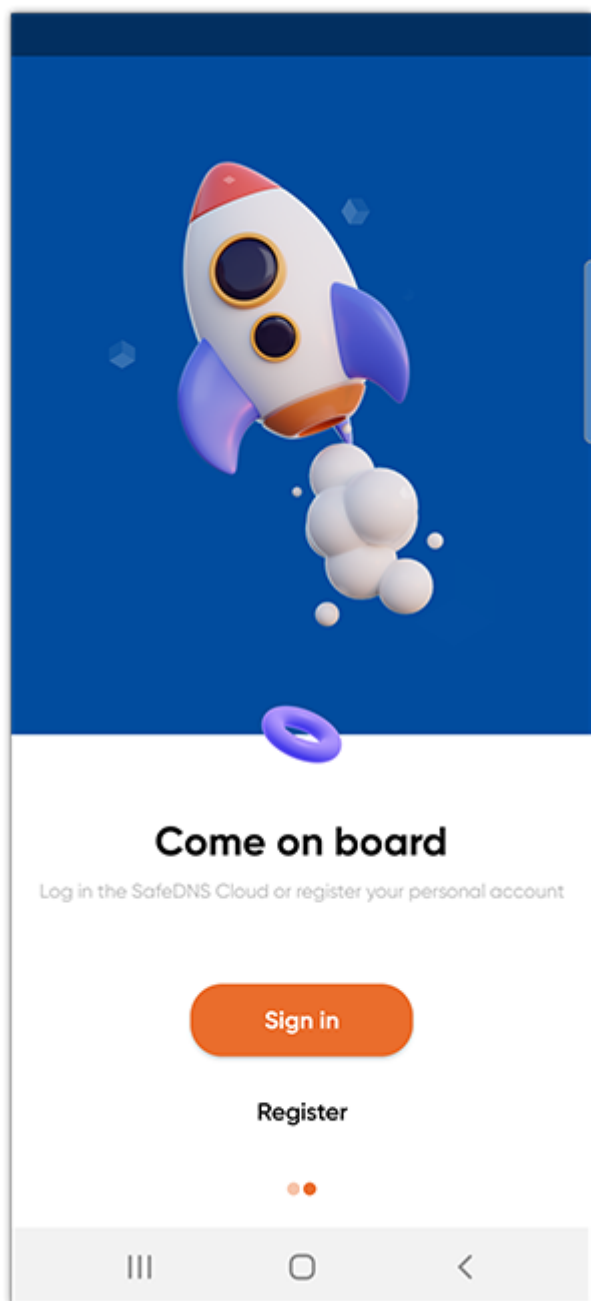 Come on board
Log in the SafeDNS Cloud or register your personal account
Sign in
Register